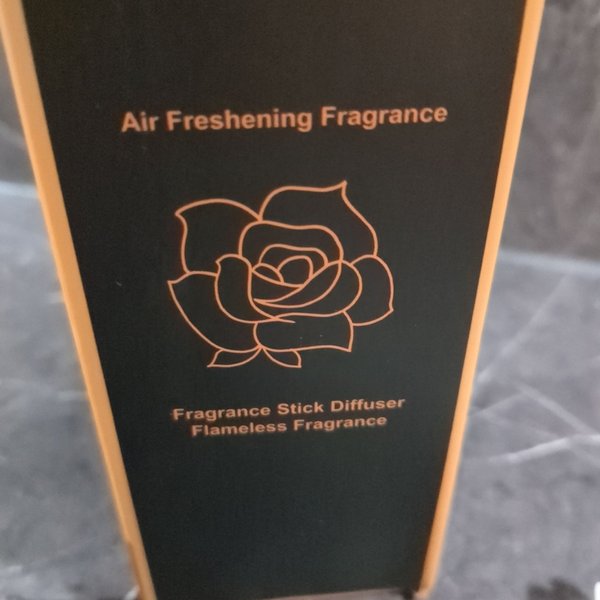 Air Freshening Fragrance
Fragrance Stick Diffuser
Flameless Fragrance